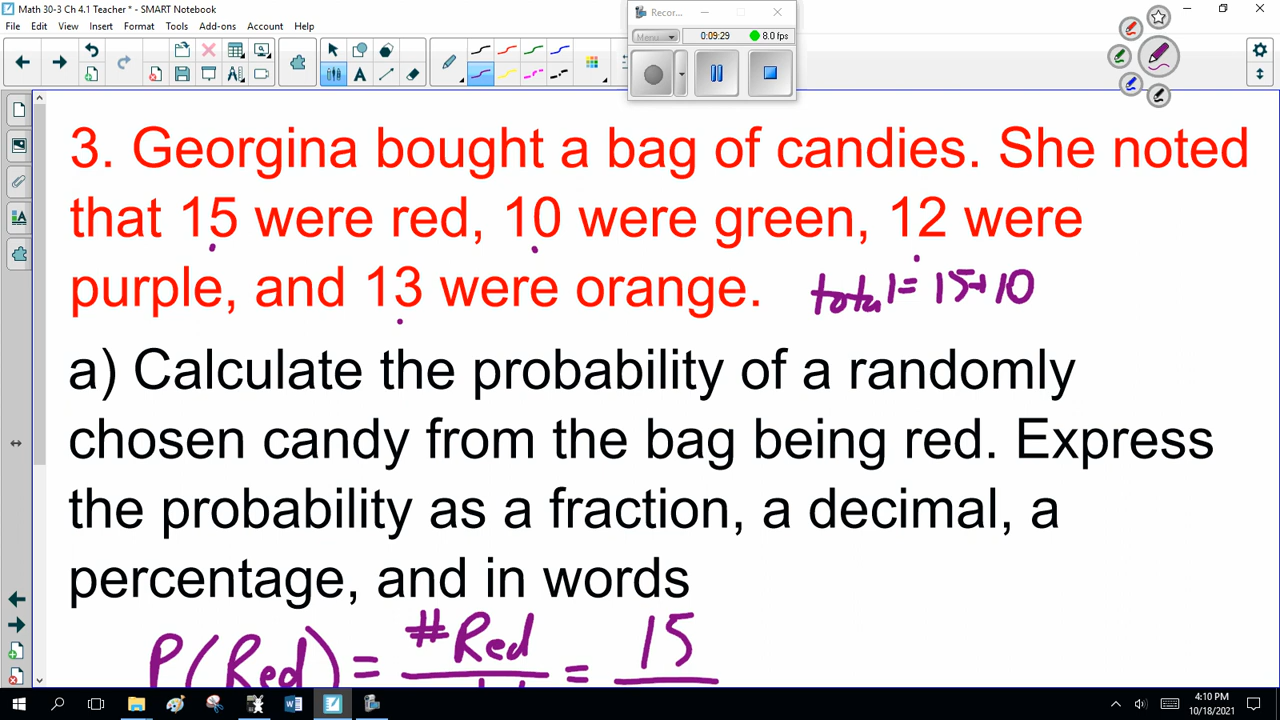 Math 30-3 Ch 4.1 Teacher * - SMART Notebook
File Edit View Insert Format Tools Add-ons Account Help
Recor...
Menu 0:09:29 8.0 fps
3. Georgina bought a bag of candies. She noted
that 15 were red, 10 were green, 12 were
purple, and 13 were orange. total = 15+10
a) Calculate the probability of a randomly
chosen candy from the bag being red. Express
the probability as a fraction, a decimal, a
percentage, and in words
P(Red) = #Red = 15
4:10 PM
10/18/2021